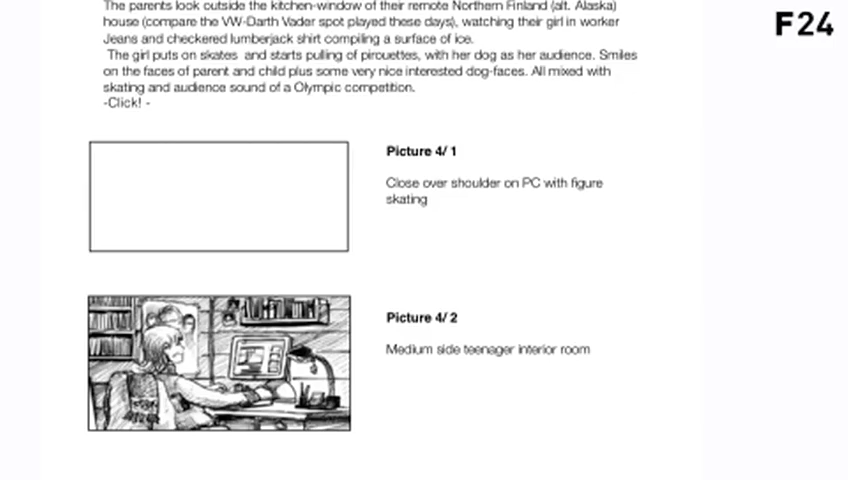 The parents look outside the kitchen-window of their remote Northern Finland (alt. Alaska)
F24
house (compare the VW-Darth Vader spot played these days), watching their girl in worker
Jeans and checkered lumberjack shirt compiling a surface of ice.
The girl puts on skates and starts pulling of pirouettes, with her dog as her audience. Smiles
on the faces of parent and child plus some very nice interested dog-faces. All mixed with
skating and audience sound of a Olympic competition.
-Click! -
Picture 4/ 1
Close over shoulder on PC with figure
skating
Picture 4/ 2
Medium side teenager interior room